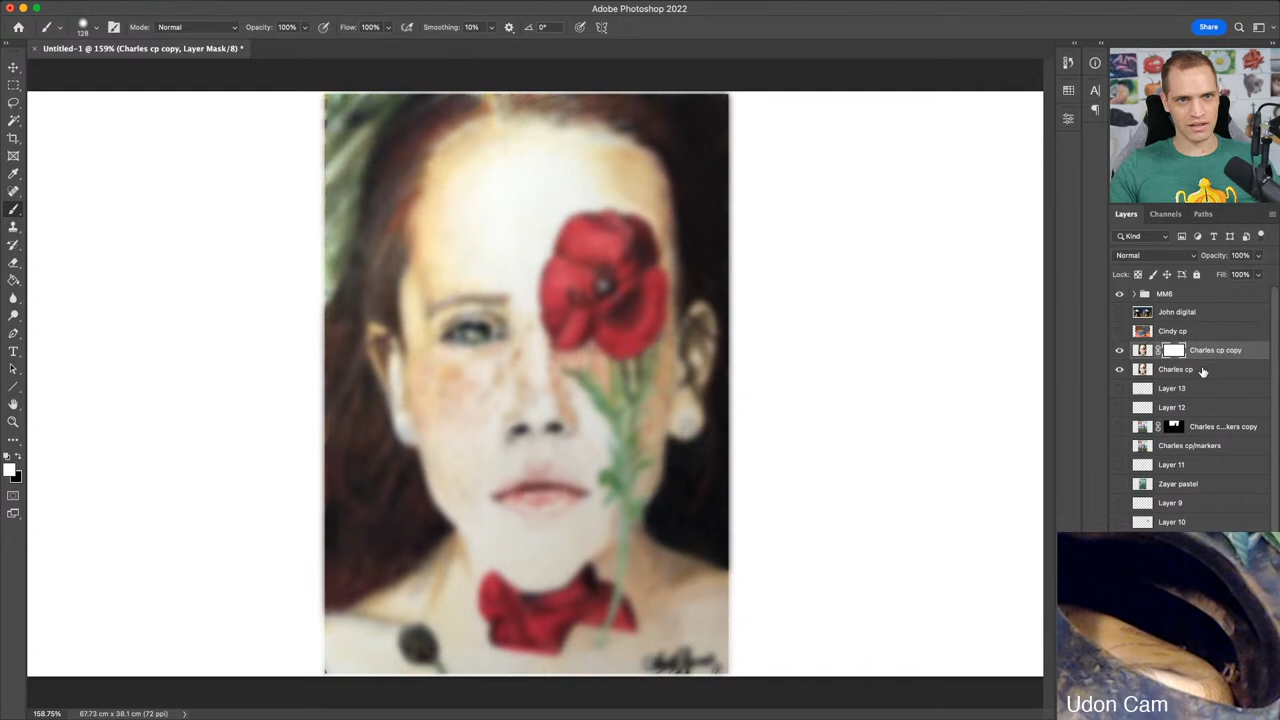 Adobe Photoshop 2022
128
Mode: Normal
Opacity: 100%
Flow: 100%
Smoothing: 10%
0°
Share
Untitled-1 @ 159% (Charles cp copy, Layer Mask/8) *
Layers
Channels
Paths
Kind
Normal
Opacity: 100%
Lock:
Fill: 100%
MM6
John digital
Cindy cp
Charles cp copy
Charles cp
Layer 13
Layer 12
Charles c...kers copy
Charles cp/markers
Layer 11
Zayar pastel
Layer 9
Layer 10
Udon Cam
158.75%
67.73 cm x 38.1 cm (72 ppi)